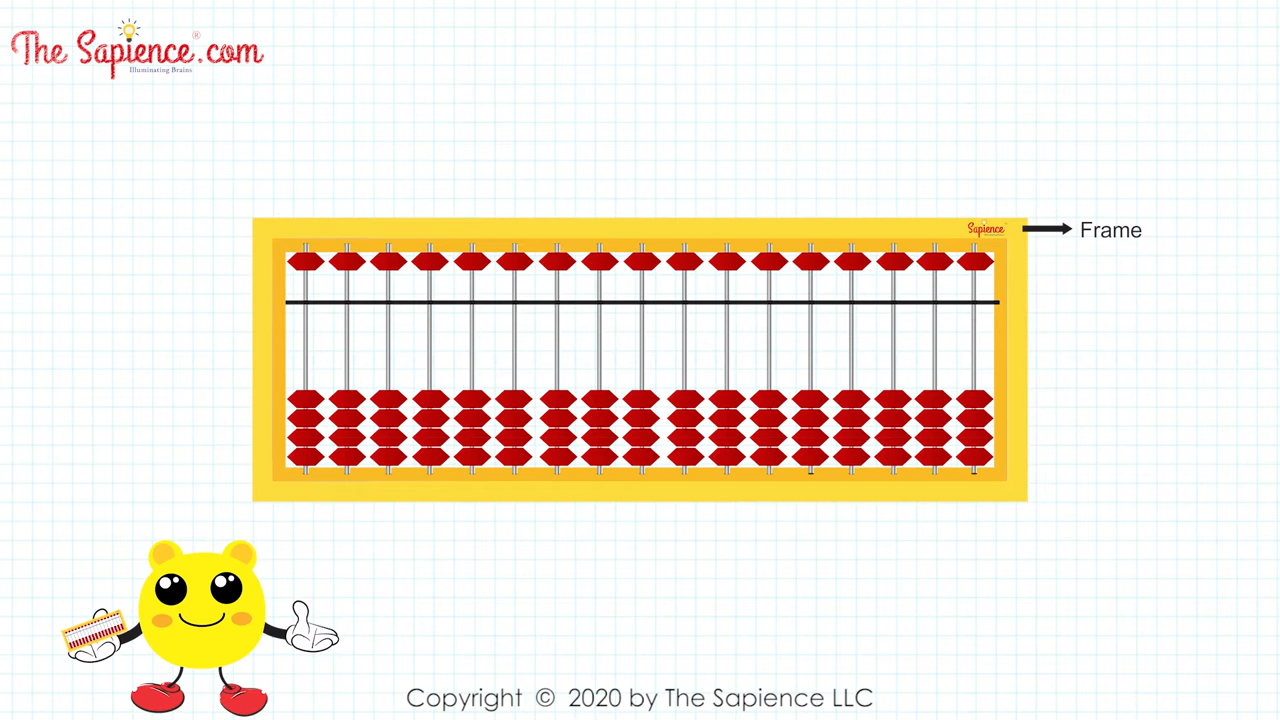 The Sapience.com®
Illuminating Brains
Sapience
Frame
Copyright © 2020 by The Sapience LLC